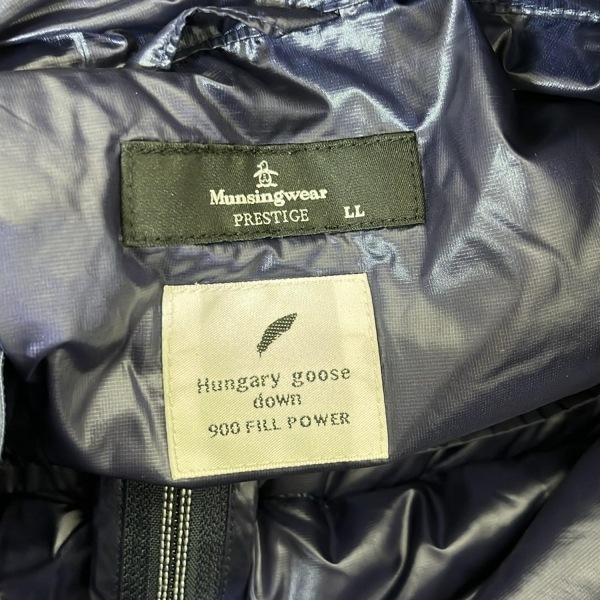 Munsingwear
PRESTIGE LL
Hungary goose
down
900 FILL POWER